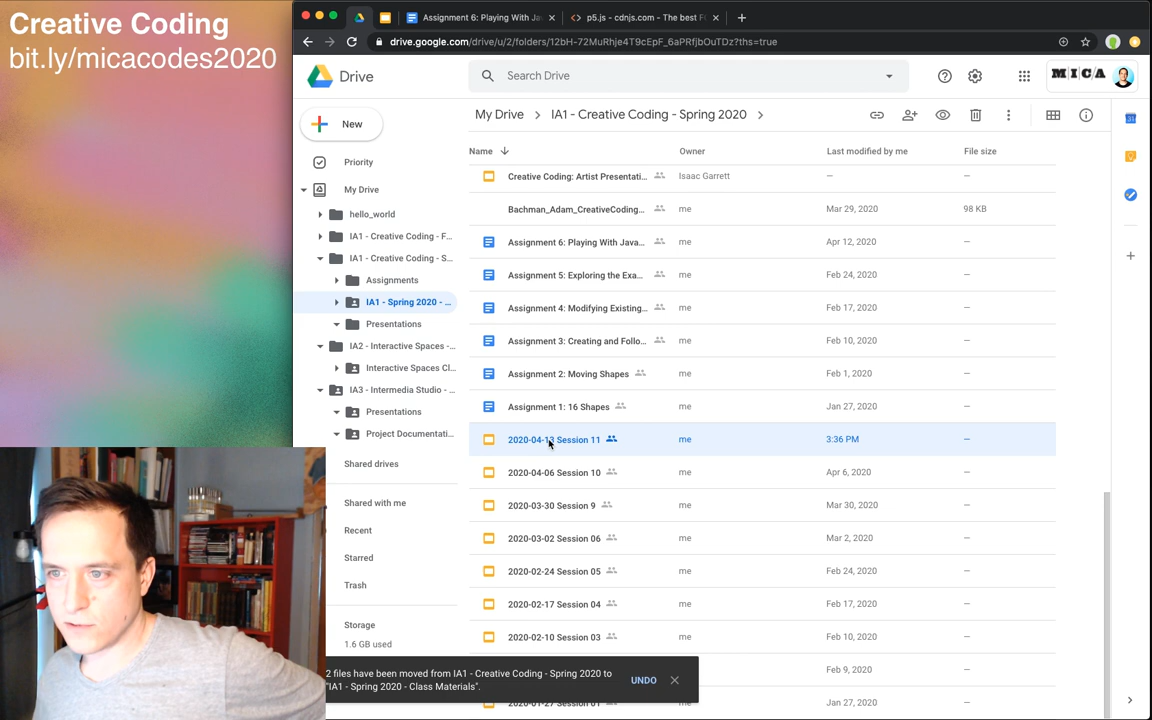 Creative Coding
bit.ly/micacodes2020
Assignment 6: Playing With Ja
p5.js - cdnjs.com - The best F
drive.google.com/drive/u/2/folders/12bH-72MuRhje4T9cEpF_6aPRfjbOuTDz?ths=true
Drive
Search Drive
MICA
New
My Drive
IA1 - Creative Coding - Spring 2020
Name
Owner
Last modified by me
File size
Priority
My Drive
hello_world
IA1 - Creative Coding - F...
IA1 - Creative Coding - S...
Assignments
IA1 - Spring 2020 - ...
Presentations
IA2 - Interactive Spaces -...
Interactive Spaces Cl...
IA3 - Intermedia Studio - ...
Presentations
Project Documentati...
Shared drives
Shared with me
Recent
Starred
Trash
Storage
1.6 GB used
Creative Coding: Artist Presentati...
Isaac Garrett
—
—
Bachman_Adam_CreativeCoding...
me
Mar 29, 2020
98 KB
Assignment 6: Playing With Java...
me
Apr 12, 2020
—
Assignment 5: Exploring the Exa...
me
Feb 24, 2020
—
Assignment 4: Modifying Existing...
me
Feb 17, 2020
—
Assignment 3: Creating and Follo...
me
Feb 10, 2020
—
Assignment 2: Moving Shapes
me
Feb 1, 2020
—
Assignment 1: 16 Shapes
me
Jan 27, 2020
—
2020-04-13 Session 11
me
3:36 PM
—
2020-04-06 Session 10
me
Apr 6, 2020
—
2020-03-30 Session 9
me
Mar 30, 2020
—
2020-03-02 Session 06
me
Mar 2, 2020
—
2020-02-24 Session 05
me
Feb 24, 2020
—
2020-02-17 Session 04
me
Feb 17, 2020
—
2020-02-10 Session 03
me
Feb 10, 2020
—
Feb 9, 2020
—
2020-01-27 Session 01
me
Jan 27, 2020
—
2 files have been moved from IA1 - Creative Coding - Spring 2020 to
"IA1 - Spring 2020 - Class Materials".
UNDO